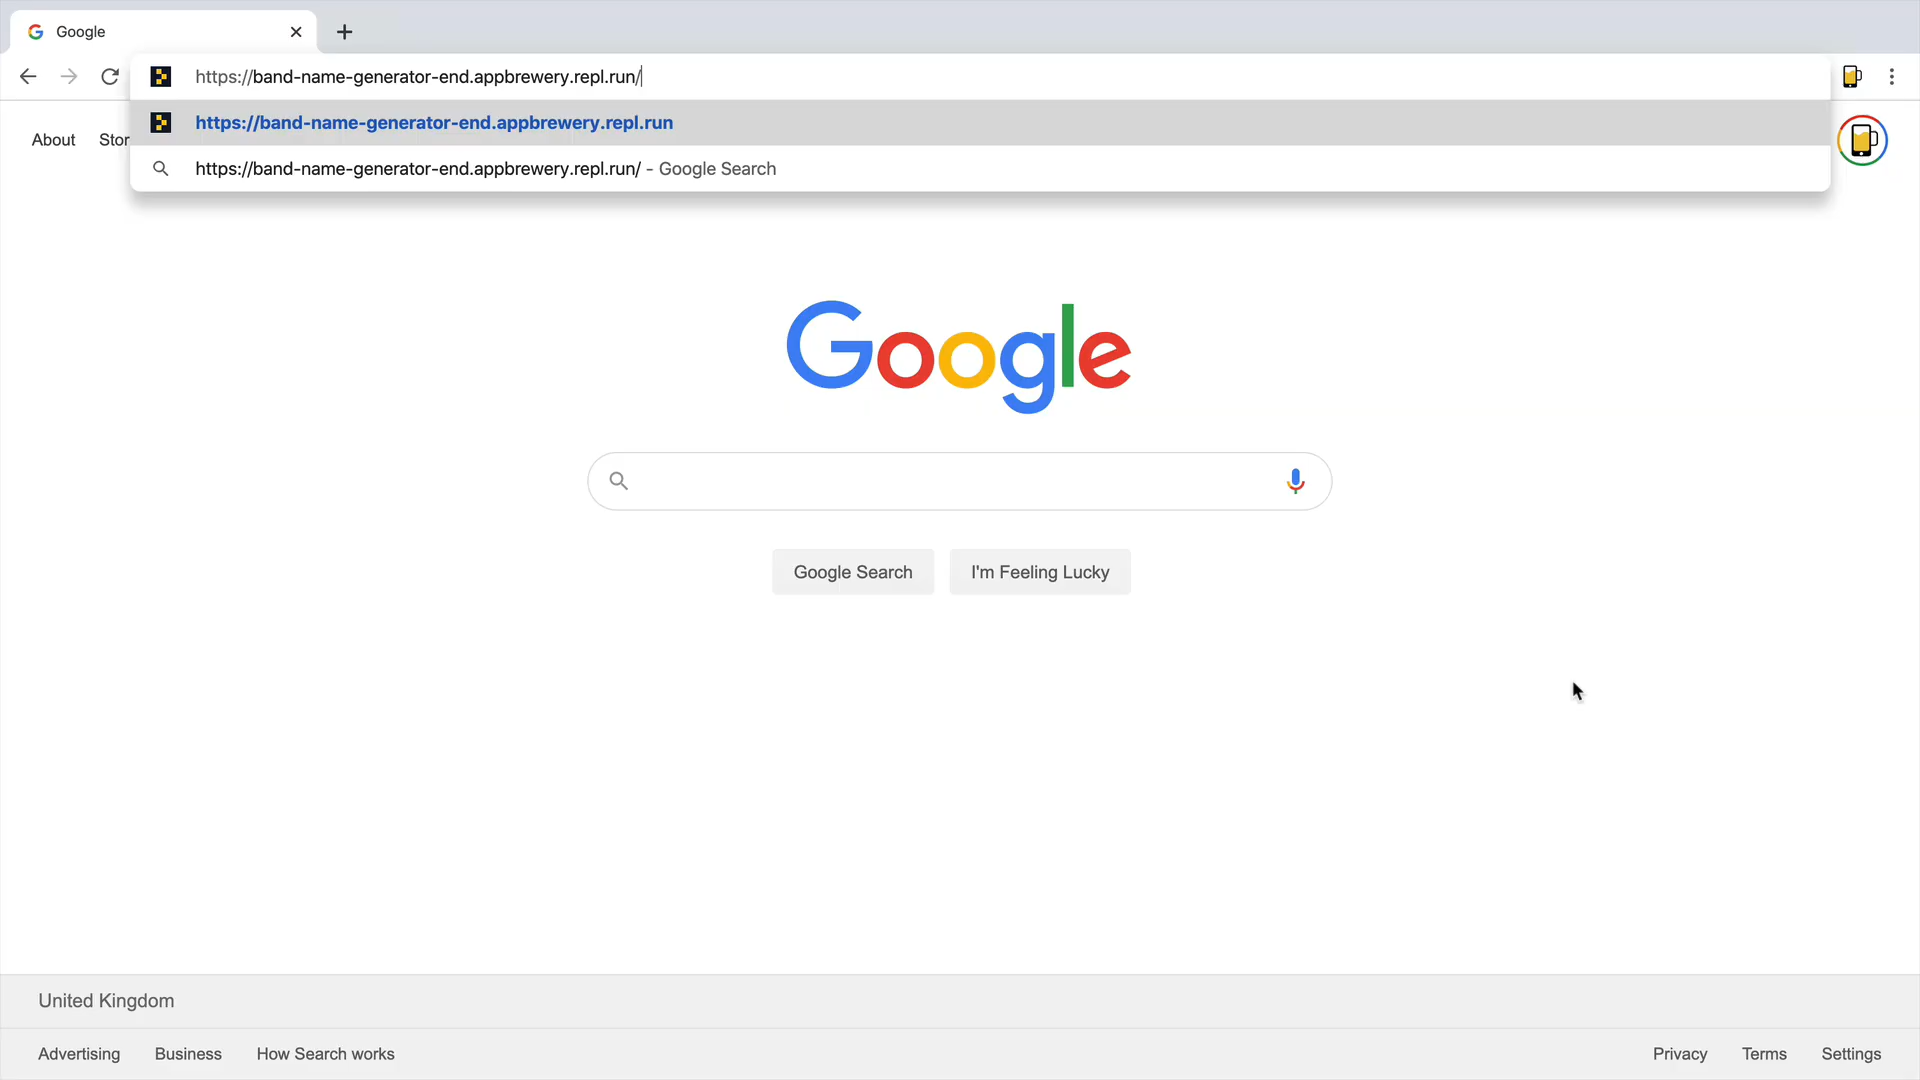 Google
https://band-name-generator-end.appbrewery.repl.run/
https://band-name-generator-end.appbrewery.repl.run
https://band-name-generator-end.appbrewery.repl.run/ - Google Search
About Stor
Google
Google Search I'm Feeling Lucky
United Kingdom
Advertising Business How Search works Privacy Terms Settings